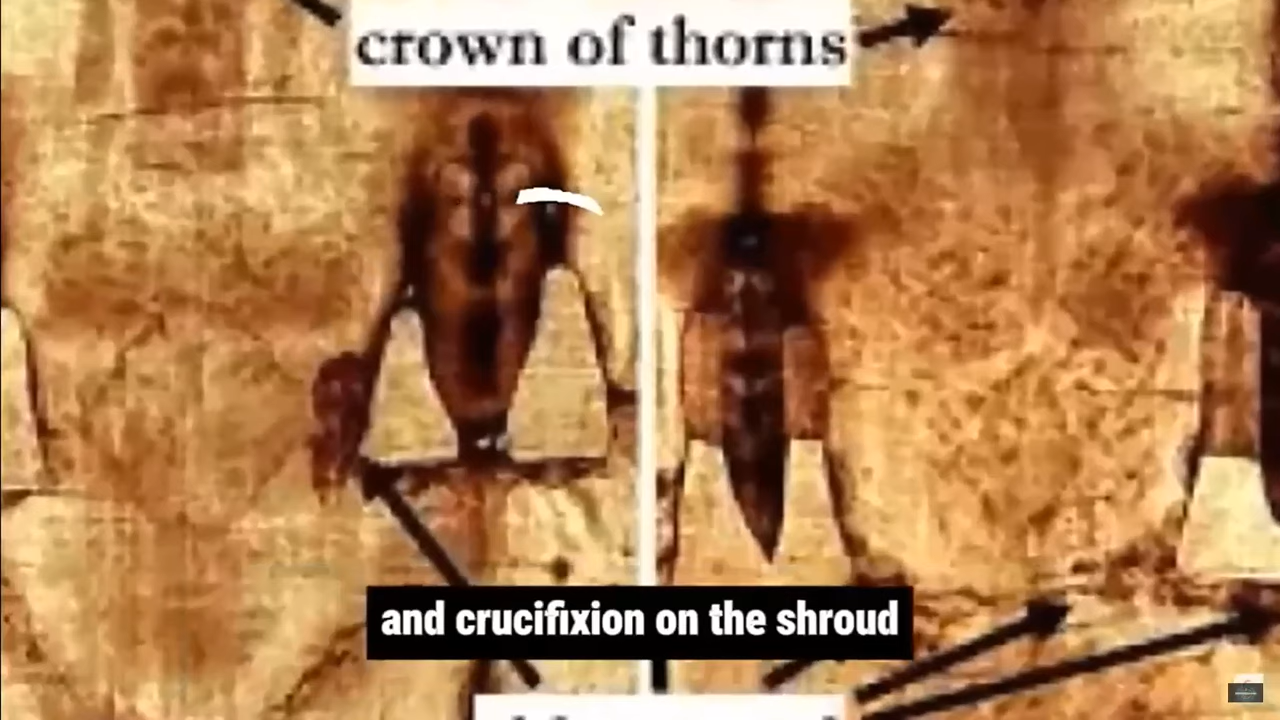 crown of thorns
and crucifixion on the shroud